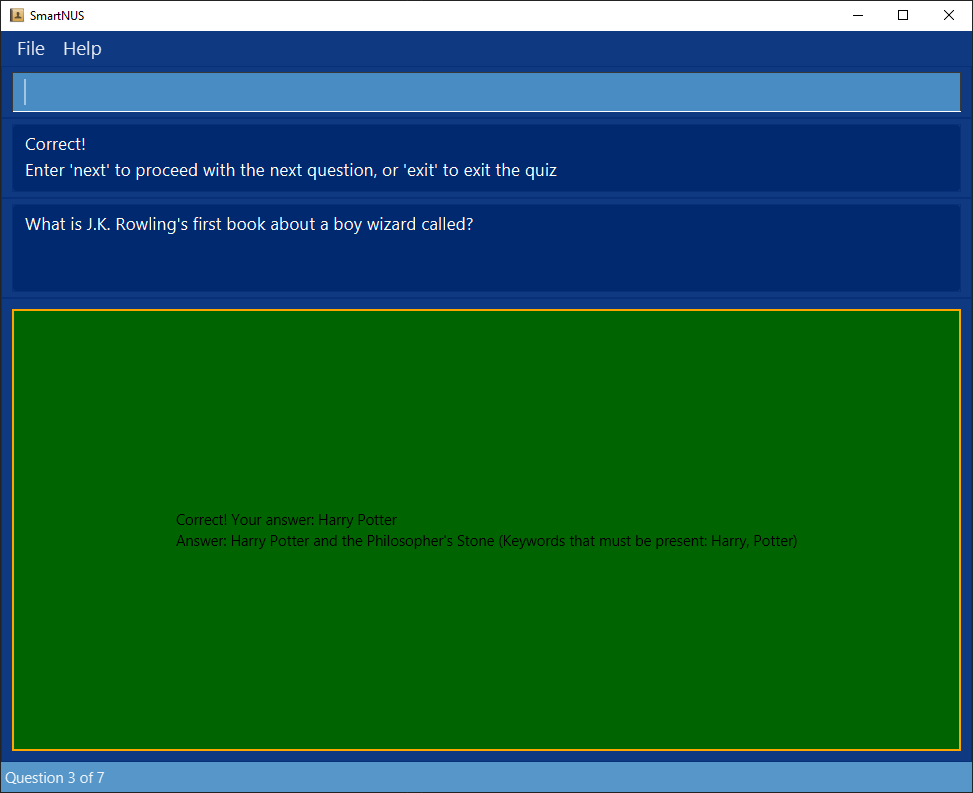 SmartNUS
File Help
Correct!
Enter 'next' to proceed with the next question, or 'exit' to exit the quiz
What is J.K. Rowling's first book about a boy wizard called?
Correct! Your answer: Harry Potter
Answer: Harry Potter and the Philosopher's Stone (Keywords that must be present: Harry, Potter)
Question 3 of 7